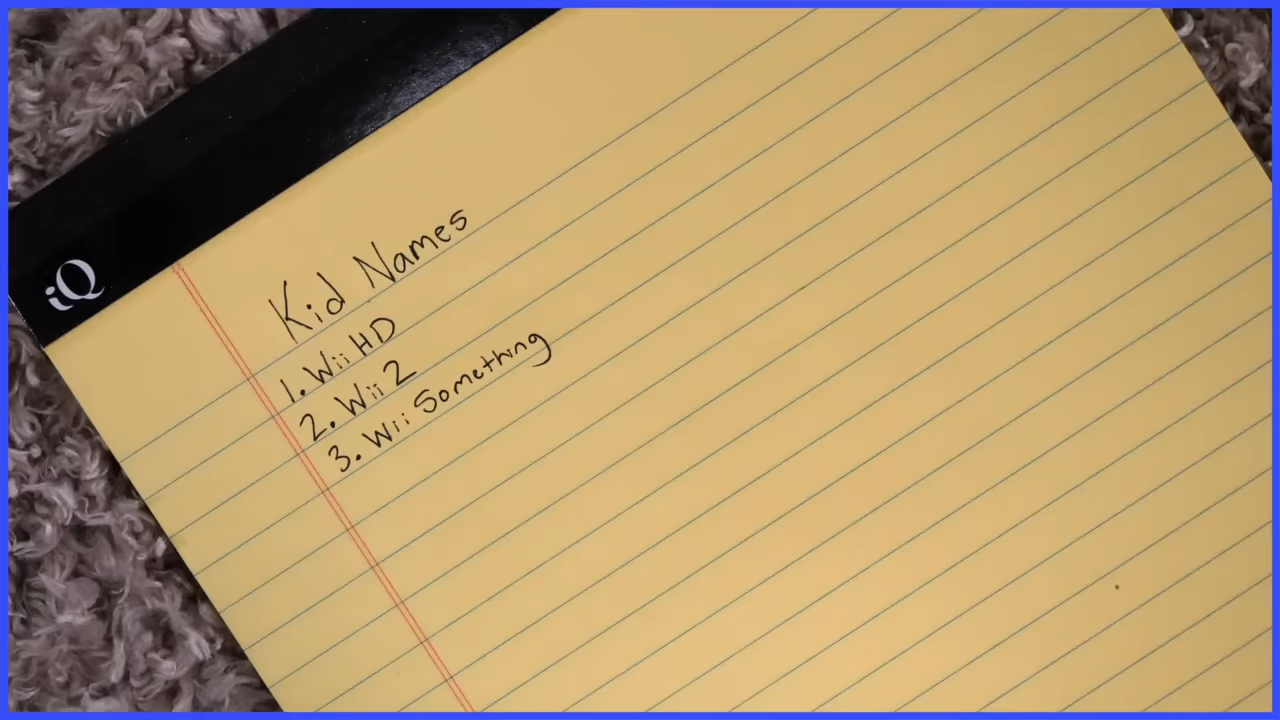 iQ
Kid Names
1. Wii HD
2. Wii 2
3. Wii Something